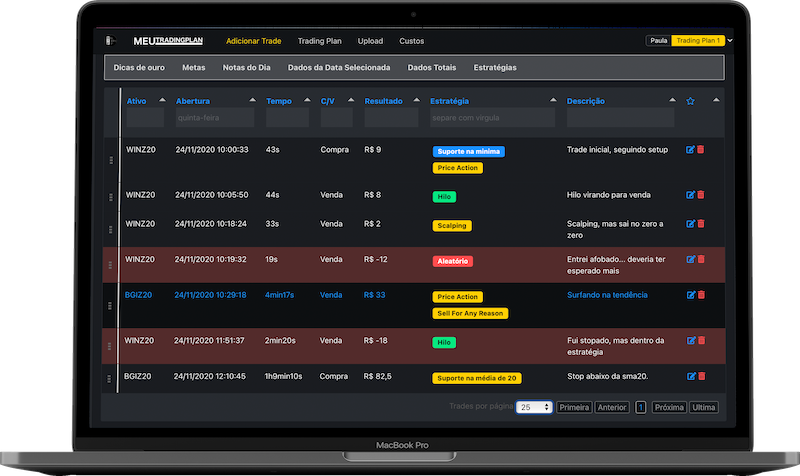 MEUTRADINGPLAN Adicionar Trade Trading Plan Upload Custos Paula Trading Plan 1
Dicas de ouro Metas Notas do Dia Dados da Data Selecionada Dados Totais Estratégias
Ativo Abertura Tempo C/V Resultado Estratégia Descrição
quinta-feira separe com vírgula
WINZ20 24/11/2020 10:00:33 43s Compra R$ 9 Suporte na mínima Trade inicial, seguindo setup
Price Action
WINZ20 24/11/2020 10:05:50 44s Venda R$ 8 Hilo Hilo virando para venda
WINZ20 24/11/2020 10:18:24 33s Venda R$ 2 Scalping Scalping, mas sai no zero a
zero
WINZ20 24/11/2020 10:19:32 19s Venda R$ -12 Aleatório Entrei afobado... deveria ter
esperado mais
BGIZ20 24/11/2020 10:29:18 4min17s Venda R$ 33 Price Action Surfando na tendência
Sell For Any Reason
WINZ20 24/11/2020 11:51:37 2min20s Venda R$ -18 Hilo Fui stopado, mas dentro da
estratégia
BGIZ20 24/11/2020 12:10:45 1h9min10s Compra R$ 82,5 Suporte na média de 20 Stop abaixo da sma20.
Trades por página 25 Primeira Anterior 1 Próxima Ultima
MacBook Pro